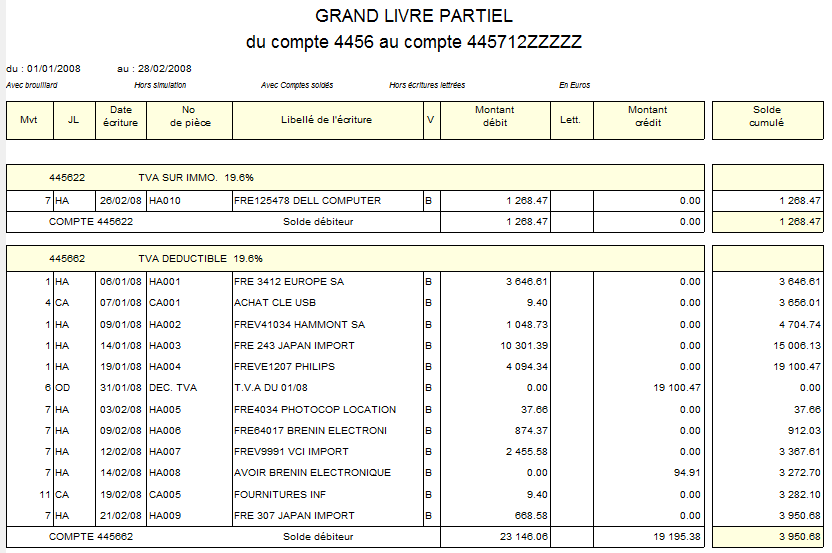 GRAND LIVRE PARTIEL
du compte 4456 au compte 445712ZZZZZ
du : 01/01/2008 au : 28/02/2008
Avec brouillard Hors simulation Avec Comptes soldés Hors écritures lettrées En Euros
Mvt JL Date écriture No de pièce Libellé de l'écriture V Montant débit Lett. Montant crédit Solde cumulé
445622 TVA SUR IMMO. 19.6%
7 HA 26/02/08 HA010 FRE125478 DELL COMPUTER B 1 268.47 0.00 1 268.47
COMPTE 445622 Solde débiteur 1 268.47 0.00 1 268.47
445662 TVA DEDUCTIBLE 19.6%
1 HA 06/01/08 HA001 FRE 3412 EUROPE SA B 3 646.61 0.00 3 646.61
4 CA 07/01/08 CA001 ACHAT CLE USB B 9.40 0.00 3 656.01
1 HA 09/01/08 HA002 FREV41034 HAMMONT SA B 1 048.73 0.00 4 704.74
1 HA 14/01/08 HA003 FRE 243 JAPAN IMPORT B 10 301.39 0.00 15 006.13
1 HA 19/01/08 HA004 FREVE1207 PHILIPS B 4 094.34 0.00 19 100.47
6 OD 31/01/08 DEC. TVA T.V.A DU 01/08 B 0.00 19 100.47 0.00
7 HA 03/02/08 HA005 FRE4034 PHOTOCOP LOCATION B 37.66 0.00 37.66
7 HA 09/02/08 HA006 FRE64017 BRENIN ELECTRONI B 874.37 0.00 912.03
7 HA 12/02/08 HA007 FREV9991 VCI IMPORT B 2 455.58 0.00 3 367.61
7 HA 14/02/08 HA008 AVOIR BRENIN ELECTRONIQUE B 0.00 94.91 3 272.70
11 CA 19/02/08 CA005 FOURNITURES INF B 9.40 0.00 3 282.10
7 HA 21/02/08 HA009 FRE 307 JAPAN IMPORT B 668.58 0.00 3 950.68
COMPTE 445662 Solde débiteur 23 146.06 19 195.38 3 950.68